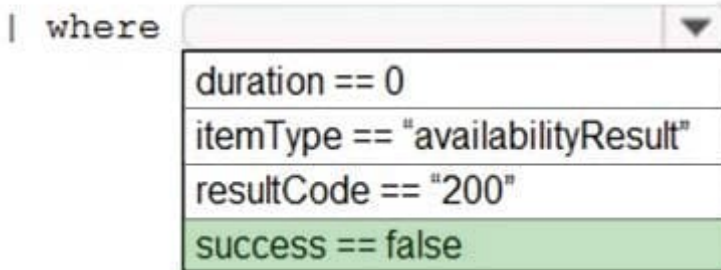 | where
duration == 0
itemType == “availabilityResult”
resultCode == “200”
success == false